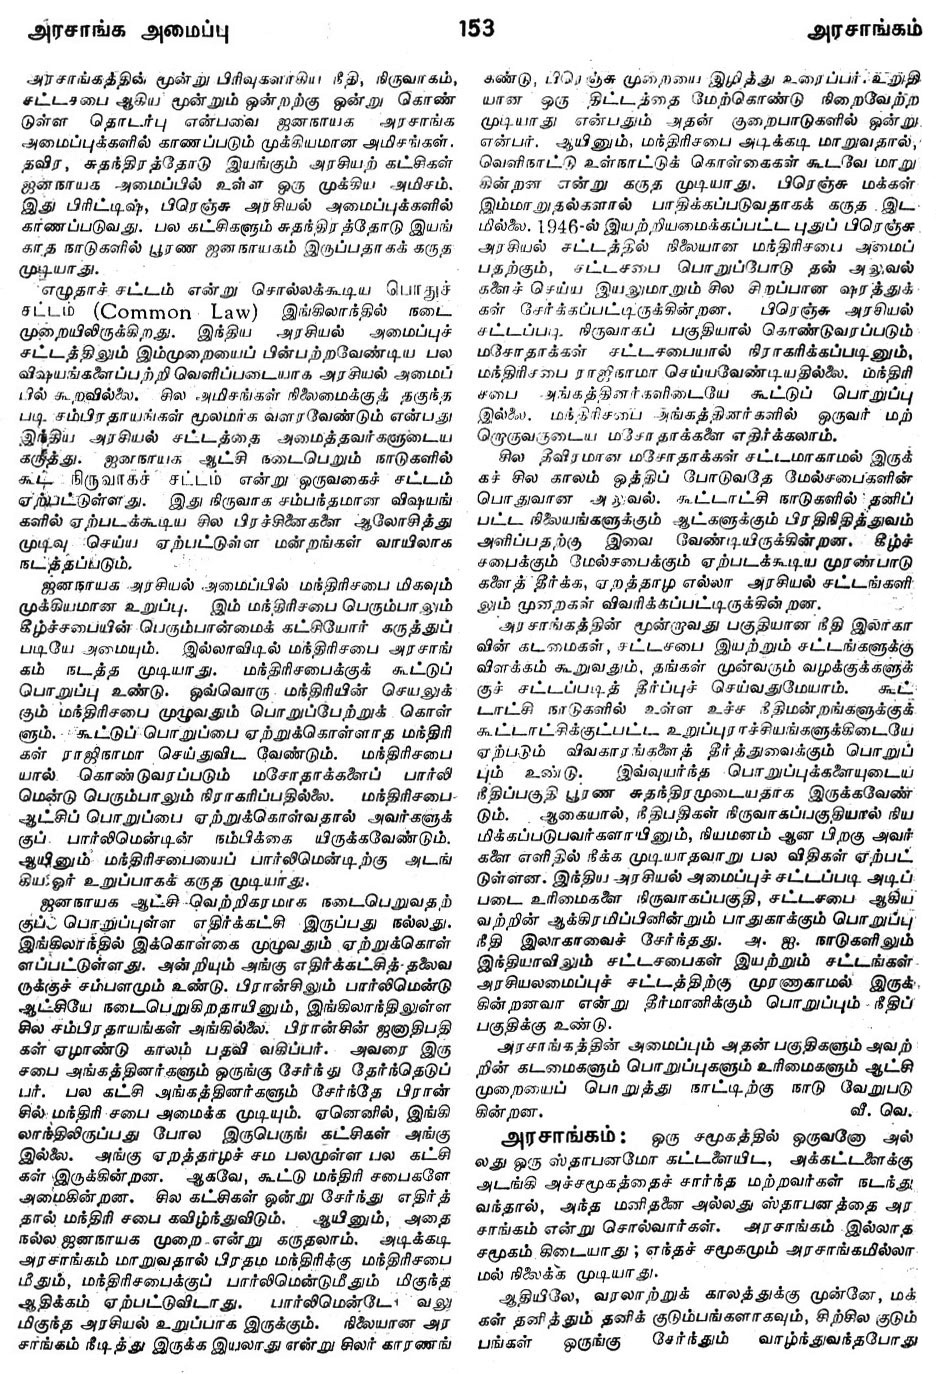 அரசாங்க அமைப்பு
153
அரசாங்கம்
அரசாங்கத்தின் மூன்று பிரிவுகளாகிய நீதி, நிருவாகம்,
சட்டசபை ஆகிய மூன்றும் ஒன்றற்கு ஒன்று கொண்
டுள்ள தொடர்பு என்பவை ஜனநாயக அரசாங்க
அமைப்புக்களில் காணப்படும் முக்கியமான அமிசங்கள்.
தவிர, சுதந்திரத்தோடு இயங்கும் அரசியற் கட்சிகள்
ஜனநாயக அமைப்பில் உள்ள ஒரு முக்கிய அமிசம்.
இது பிரிட்டிஷ், பிரெஞ்சு அரசியல் அமைப்புக்களில்
காணப்படுவது. பல கட்சிகளும் சுதந்திரத்தோடு இயங்
காத நாடுகளில் பூரண ஜனநாயகம் இருப்பதாகக் கருத
முடியாது.
எழுதாச் சட்டம் என்று சொல்லக்கூடிய பொதுச்
சட்டம் (Common Law) இங்கிலாந்தில் நடை
முறையிலிருக்கிறது. இந்திய அரசியல் அமைப்புச்
சட்டத்திலும் இம்முறையைப் பின்பற்றவேண்டிய பல
விஷயங்களைப்பற்றி வெளிப்படையாக அரசியல் அமைப்
பில் கூறவில்லை. சில அமிசங்கள் நிலைமைக்குத் தகுந்த
படி சம்பிரதாயங்கள் மூலமாக வளரவேண்டும் என்பது
இந்திய அரசியல் சட்டத்தை அமைத்தவர்களுடைய
கருத்து. ஜனநாயக ஆட்சி நடைபெறும் நாடுகளில்
கூட நிருவாகச் சட்டம் என்று ஒருவகைச் சட்டம்
ஏற்பட்டுள்ளது. இது நிருவாக சம்பந்தமான விஷயங்
களில் ஏற்படக்கூடிய சில பிரச்சினைகளை ஆலோசித்து
முடிவு செய்ய ஏற்பட்டுள்ள மன்றங்கள் வாயிலாக
நடத்தப்படும்.
ஜனநாயக அரசியல் அமைப்பில் மந்திரிசபை மிகவும்
முக்கியமான உறுப்பு. இம் மந்திரிசபை பெரும்பாலும்
கீழ்ச்சபையின் பெரும்பான்மைக் கட்சியோர் கருத்துப்
படியே அமையும். இல்லாவிடில் மந்திரிசபை அரசாங்
கம் நடத்த முடியாது. மந்திரிசபைக்குக் கூட்டுப்
பொறுப்பு உண்டு. ஒவ்வொரு மந்திரியின் செயலுக்
கும் மந்திரிசபை முழுவதும் பொறுப்பேற்றுக் கொள்
ளும். கூட்டுப் பொறுப்பை ஏற்றுக்கொள்ளாத மந்திரி
கள் ராஜிநாமா செய்துவிட வேண்டும். மந்திரிசபை
யால் கொண்டுவரப்படும் மசோதாக்களைப் பார்லி
மென்டு பெரும்பாலும் நிராகரிப்பதில்லை. மந்திரிசபை
ஆட்சிப் பொறுப்பை ஏற்றுக்கொள்வதால் அவர்களுக்
குப் பார்லிமென்டின் நம்பிக்கை யிருக்கவேண்டும்.
ஆயினும் மந்திரிசபையைப் பார்லிமென்டிற்கு அடங்
கிய ஓர் உறுப்பாகக் கருத முடியாது.
ஜனநாயக ஆட்சி வெற்றிகரமாக நடைபெறுவதற்
குப் பொறுப்புள்ள எதிர்க்கட்சி இருப்பது நல்லது.
இங்கிலாந்தில் இக்கொள்கை முழுவதும் ஏற்றுக்கொள்
ளப்பட்டுள்ளது. அன்றியும் அங்கு எதிர்க்கட்சித் தலைவ
ருக்குச் சம்பளமும் உண்டு. பிரான்சிலும் பார்லிமென்டு
ஆட்சியே நடைபெறுகிறதாயினும், இங்கிலாந்திலுள்ள
சில சம்பிரதாயங்கள் அங்கில்லை. பிரான்சின் ஜனாதிபதி
கள் ஏழாண்டு காலம் பதவி வகிப்பர். அவரை இரு
சபை அங்கத்தினர்களும் ஒருங்கு சேர்ந்து தேர்ந்தெடுப்
பர். பல கட்சி அங்கத்தினர்களும் சேர்ந்தே பிரான்
சில் மந்திரி சபை அமைக்க முடியும். ஏனெனில், இங்கி
லாந்திலிருப்பது போல இருபெருங் கட்சிகள் அங்கு
இல்லை. அங்கு ஏறத்தாழச் சம பலமுள்ள பல கட்சி
கள் இருக்கின்றன. ஆகவே, கூட்டு மந்திரி சபைகளே
அமைகின்றன. சில கட்சிகள் ஒன்று சேர்ந்து எதிர்த்
தால் மந்திரி சபை கவிழ்ந்துவிடும். ஆயினும், அதை
நல்ல ஜனநாயக முறை என்று கருதலாம். அடிக்கடி
அரசாங்கம் மாறுவதால் பிரதம மந்திரிக்கு மந்திரிசபை
மீதும், மந்திரிசபைக்குப் பார்லிமென்டுமீதும் மிகுந்த
ஆதிக்கம் ஏற்பட்டுவிடாது. பார்லிமென்டே வலு
மிகுந்த அரசியல் உறுப்பாக இருக்கும். நிலையான அர
சாங்கம் நீடித்து இருக்க இயலாது என்று சிலர் காரணங்
கண்டு, பிரெஞ்சு முறையை இழித்து உரைப்பர். உறுதி
யான ஒரு திட்டத்தை மேற்கொண்டு நிறைவேற்ற
முடியாது என்பதும் அதன் குறைபாடுகளில் ஒன்று
என்பர். ஆயினும், மந்திரிசபை அடிக்கடி மாறுவதால்,
வெளிநாட்டு உள்நாட்டுக் கொள்கைகள் கூடவே மாறு
கின்றன என்று கருத முடியாது. பிரெஞ்சு மக்கள்
இம்மாறுதல்களால் பாதிக்கப்படுவதாகக் கருத இட
மில்லை. 1946-ல் இயற்றியமைக்கப்பட்ட புதுப் பிரெஞ்சு
அரசியல் சட்டத்தில் நிலையான மந்திரிசபை அமைப்
பதற்கும், சட்டசபை பொறுப்போடு தன் அலுவல்
களைச் செய்ய இயலுமாறும் சில சிறப்பான ஷரத்துக்
கள் சேர்க்கப்பட்டிருக்கின்றன. பிரெஞ்சு அரசியல்
சட்டப்படி நிருவாகப் பகுதியால் கொண்டுவரப்படும்
மசோதாக்கள் சட்டசபையால் நிராகரிக்கப்படினும்,
மந்திரிசபை ராஜிநாமா செய்யவேண்டியதில்லை. மந்திரி
சபை அங்கத்தினர்களிடையே கூட்டுப் பொறுப்பு
இல்லை. மந்திரிசபை அங்கத்தினர்களில் ஒருவர் மற்
றொருவருடைய மசோதாக்களை எதிர்க்கலாம்.
சில தீவிரமான மசோதாக்கள் சட்டமாகாமல் இருக்
கச் சில காலம் ஒத்திப் போடுவதே மேல்சபைகளின்
பொதுவான அலுவல். கூட்டாட்சி நாடுகளில் தனிப்
பட்ட நிலையங்களுக்கும் ஆட்களுக்கும் பிரதிநிதித்துவம்
அளிப்பதற்கு இவை வேண்டியிருக்கின்றன. கீழ்ச்
சபைக்கும் மேல்சபைக்கும் ஏற்படக்கூடிய முரண்பாடு
களைத் தீர்க்க, ஏறத்தாழ எல்லா அரசியல் சட்டங்களி
லும் முறைகள் விவரிக்கப்பட்டிருக்கின்றன.
அரசாங்கத்தின் மூன்றாவது பகுதியான நீதி இலாகா
வின் கடமைகள், சட்டசபை இயற்றும் சட்டங்களுக்கு
விளக்கம் கூறுவதும், தங்கள் முன்வரும் வழக்குக்களுக்
குச் சட்டப்படித் தீர்ப்புச் செய்வதுமேயாம். கூட்
டாட்சி நாடுகளில் உள்ள உச்ச நீதிமன்றங்களுக்குக்
கூட்டாட்சிக்குட்பட்ட உறுப்புராச்சியங்களுக்கிடையே
ஏற்படும் விவகாரங்களைத் தீர்த்துவைக்கும் பொறுப்
பும் உண்டு. இவ்வுயர்ந்த பொறுப்புக்களையுடைய
நீதிப்பகுதி பூரண சுதந்திரமுடையதாக இருக்கவேண்
டும். ஆகையால், நீதிபதிகள் நிருவாகப்பகுதியால் நிய
மிக்கப்படுபவர்களாயினும், நியமனம் ஆன பிறகு அவர்
களை எளிதில் நீக்க முடியாதவாறு பல விதிகள் ஏற்பட்
டுள்ளன. இந்திய அரசியல் அமைப்புச் சட்டப்படி அடிப்
படை உரிமைகளை நிருவாகப்பகுதி, சட்டசபை ஆகிய
வற்றின் ஆக்கிரமிப்பினின்றும் பாதுகாக்கும் பொறுப்பு
நீதி இலாகாவைச் சேர்ந்தது. அ. ஐ. நாடுகளிலும்
இந்தியாவிலும் சட்டசபைகள் இயற்றும் சட்டங்கள்
அரசியலமைப்புச் சட்டத்திற்கு முரணாகாமல் இருக்
கின்றனவா என்று தீர்மானிக்கும் பொறுப்பும் நீதிப்
பகுதிக்கு உண்டு.
அரசாங்கத்தின் அமைப்பும் அதன் பகுதிகளும் அவற்
றின் கடமைகளும் பொறுப்புகளும் உரிமைகளும் ஆட்சி
முறையைப் பொறுத்து நாட்டிற்கு நாடு வேறுபடு
கின்றன. வீ. வெ.
அரசாங்கம்: ஒரு சமூகத்தில் ஒருவனோ அல்
லது ஒரு ஸ்தாபனமோ கட்டளையிட, அக்கட்டளைக்கு
அடங்கி அச்சமூகத்தைச் சார்ந்த மற்றவர்கள் நடந்து
வந்தால், அந்த மனிதனை அல்லது ஸ்தாபனத்தை அர
சாங்கம் என்று சொல்வார்கள். அரசாங்கம் இல்லாத
சமூகம் கிடையாது; எந்தச் சமூகமும் அரசாங்கமில்லா
மல் நிலைக்க முடியாது.
ஆதியிலே, வரலாற்றுக் காலத்துக்கு முன்னே, மக்
கள் தனித்தும் தனிக் குடும்பங்களாகவும், சிற்சில குடும்
பங்கள் ஒருங்கு சேர்ந்தும் வாழ்ந்துவந்தபோது